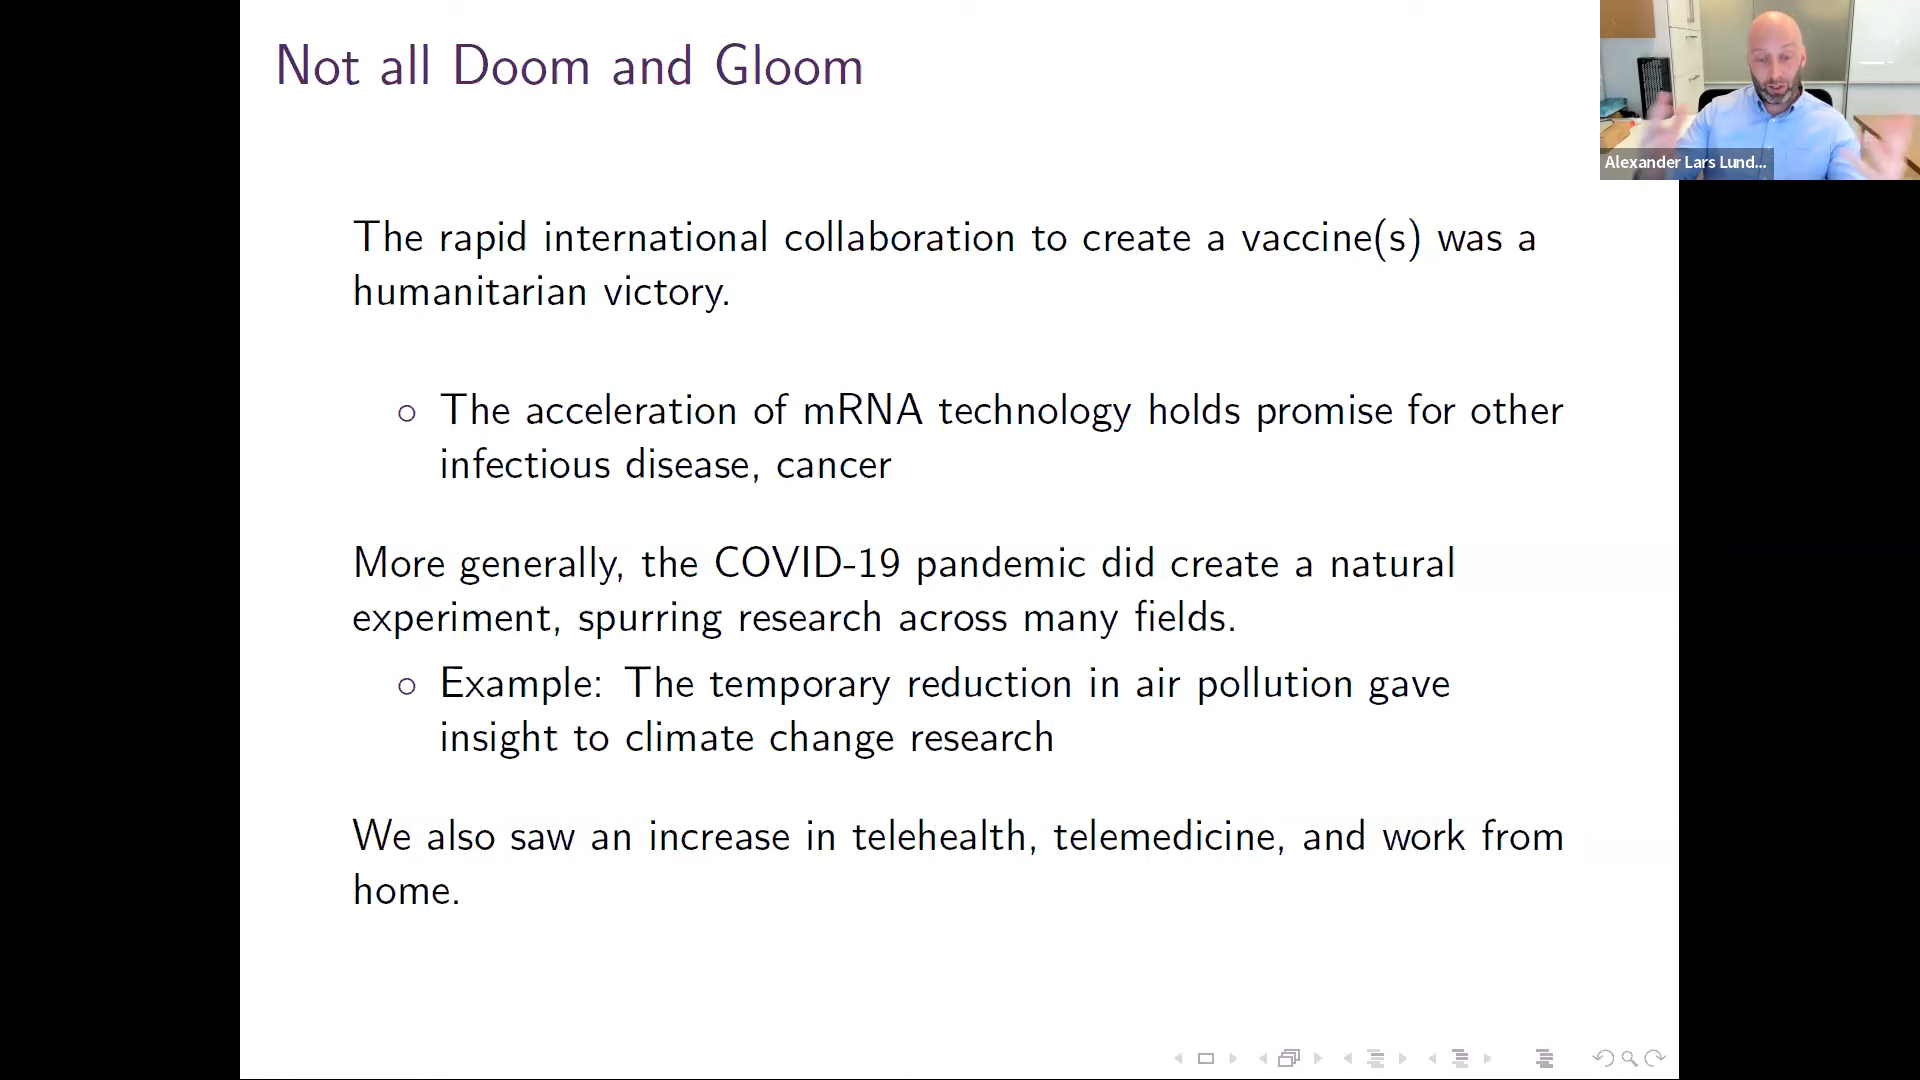 Not all Doom and Gloom
Alexander Lars Lund...
The rapid international collaboration to create a vaccine(s) was a
humanitarian victory.
○ The acceleration of mRNA technology holds promise for other
infectious disease, cancer
More generally, the COVID-19 pandemic did create a natural
experiment, spurring research across many fields.
○ Example: The temporary reduction in air pollution gave
insight to climate change research
We also saw an increase in telehealth, telemedicine, and work from
home.